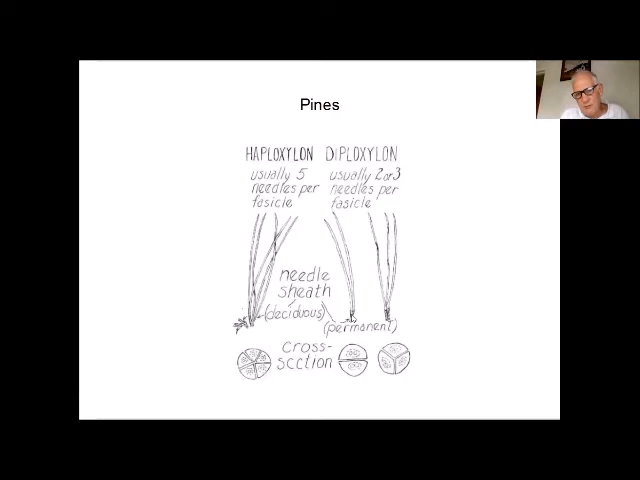 Pines
HAPLOXYLON DIPLOXYLON
usually 5 usually 2 or 3
needles per needles per
fasicle fasicle
needle
sheath
(deciduous)
(permanent)
cross-
section